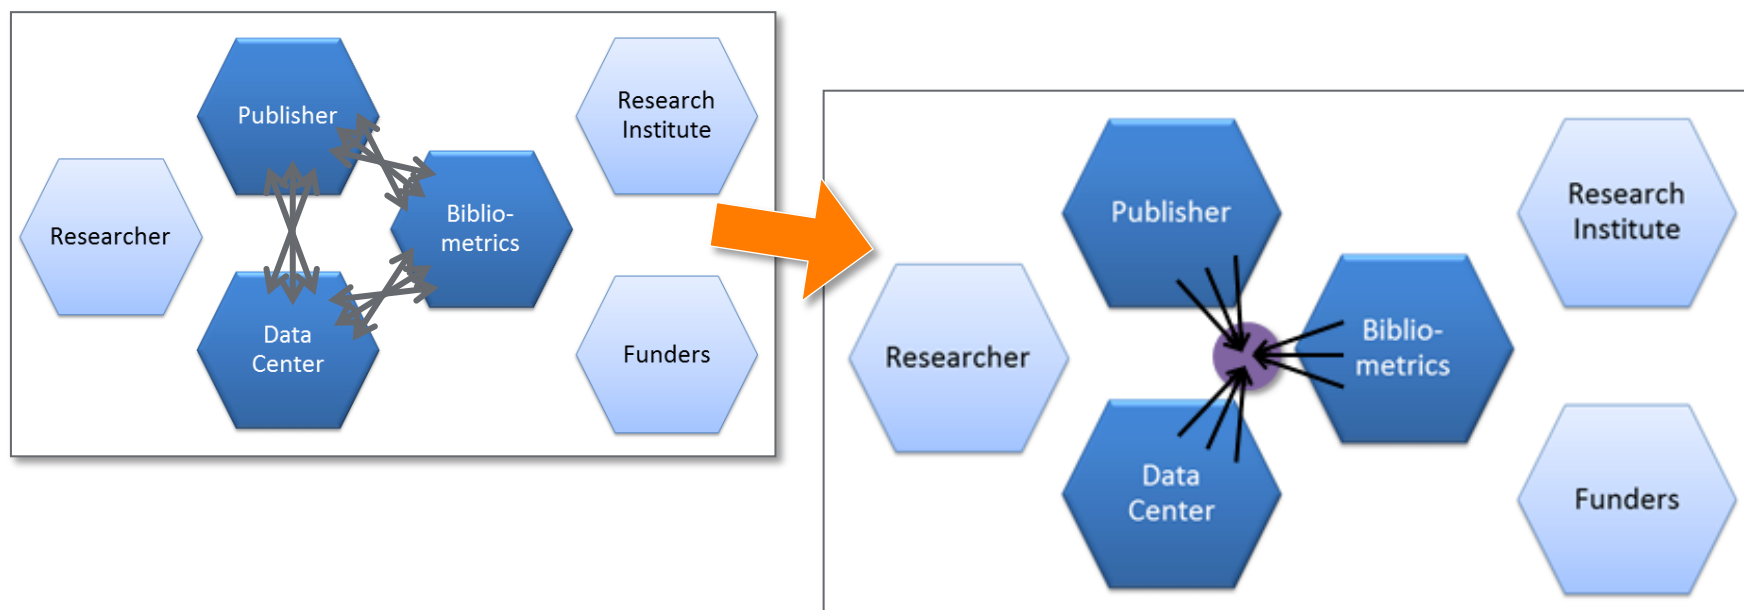 Publisher
Research
Institute
Researcher
Biblio-
metrics
Data
Center
Funders
Publisher
Research
Institute
Researcher
Biblio-
metrics
Data
Center
Funders